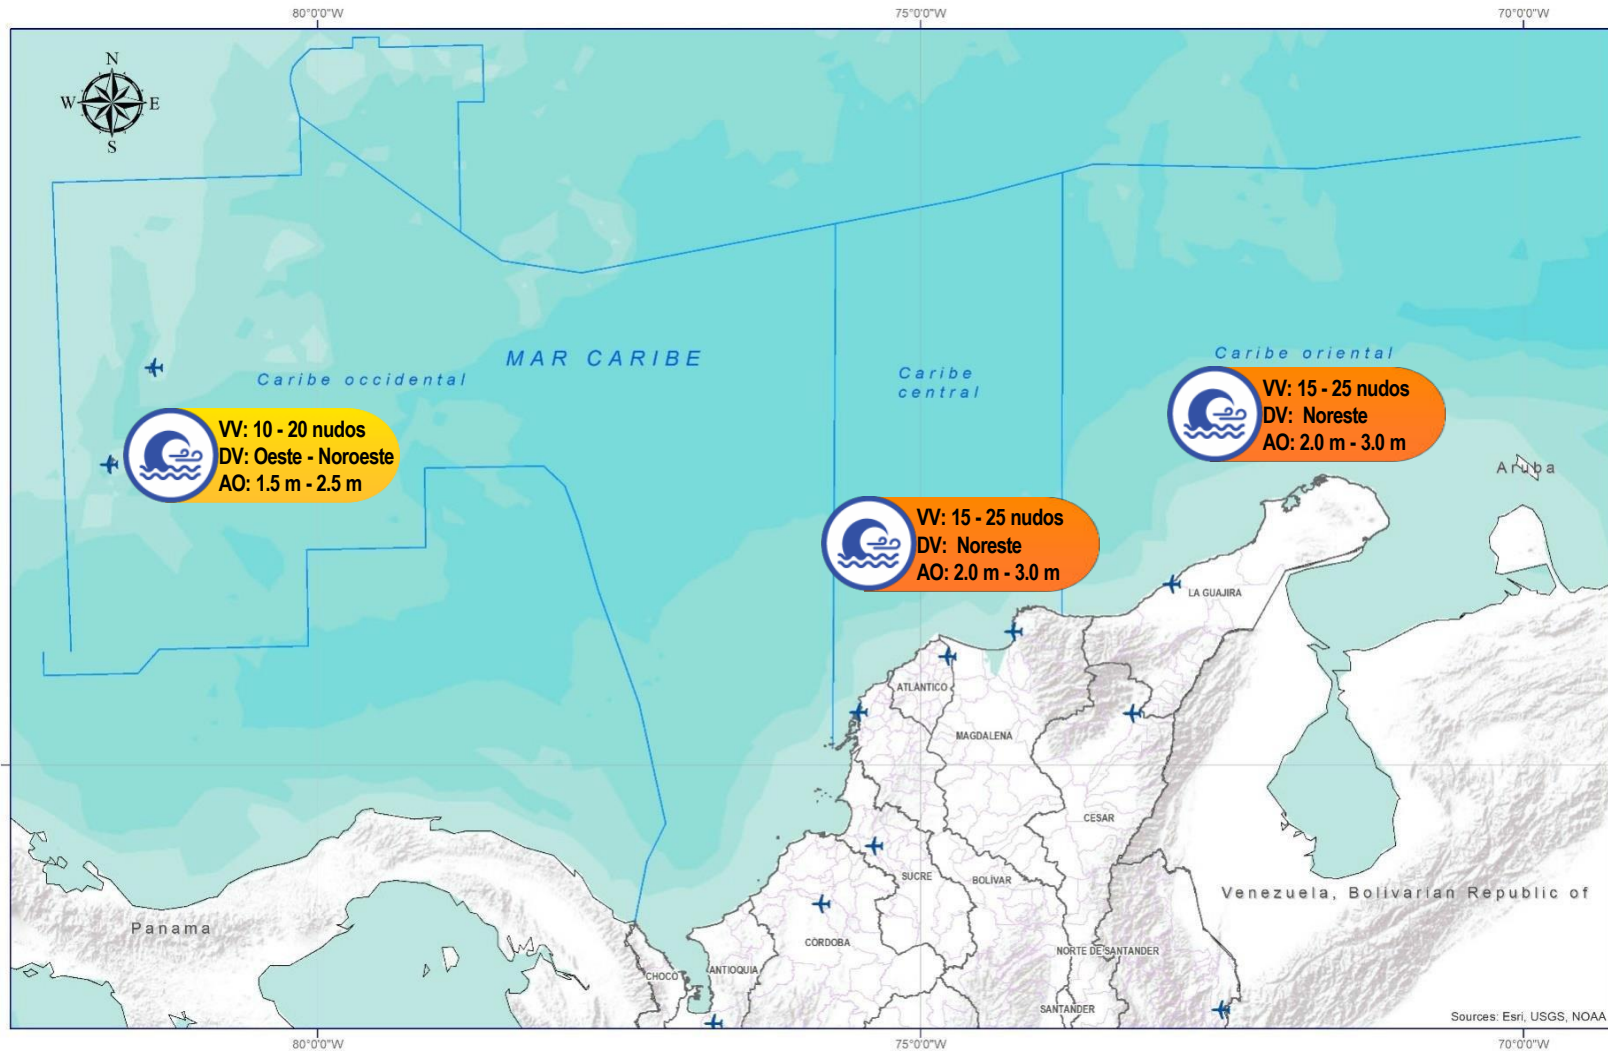 80°0'0"W
75°0'0"W
70°0'0"W
N
W
E
S
MAR CARIBE
Caribe occidental
Caribe
central
Caribe oriental
VV: 10 - 20 nudos
DV: Oeste - Noroeste
AO: 1.5 m - 2.5 m
VV: 15 - 25 nudos
DV: Noreste
AO: 2.0 m - 3.0 m
VV: 15 - 25 nudos
DV: Noreste
AO: 2.0 m - 3.0 m
Aruba
LA GUAJIRA
ATLÁNTICO
MAGDALENA
CESAR
SUCRE
BOLÍVAR
Venezuela, Bolivarian Republic of
Panama
CÓRDOBA
NORTE DE SANTANDER
CHOCÓ
ANTIOQUIA
SANTANDER
Sources: Esri, USGS, NOAA
80°0'0"W
75°0'0"W
70°0'0"W